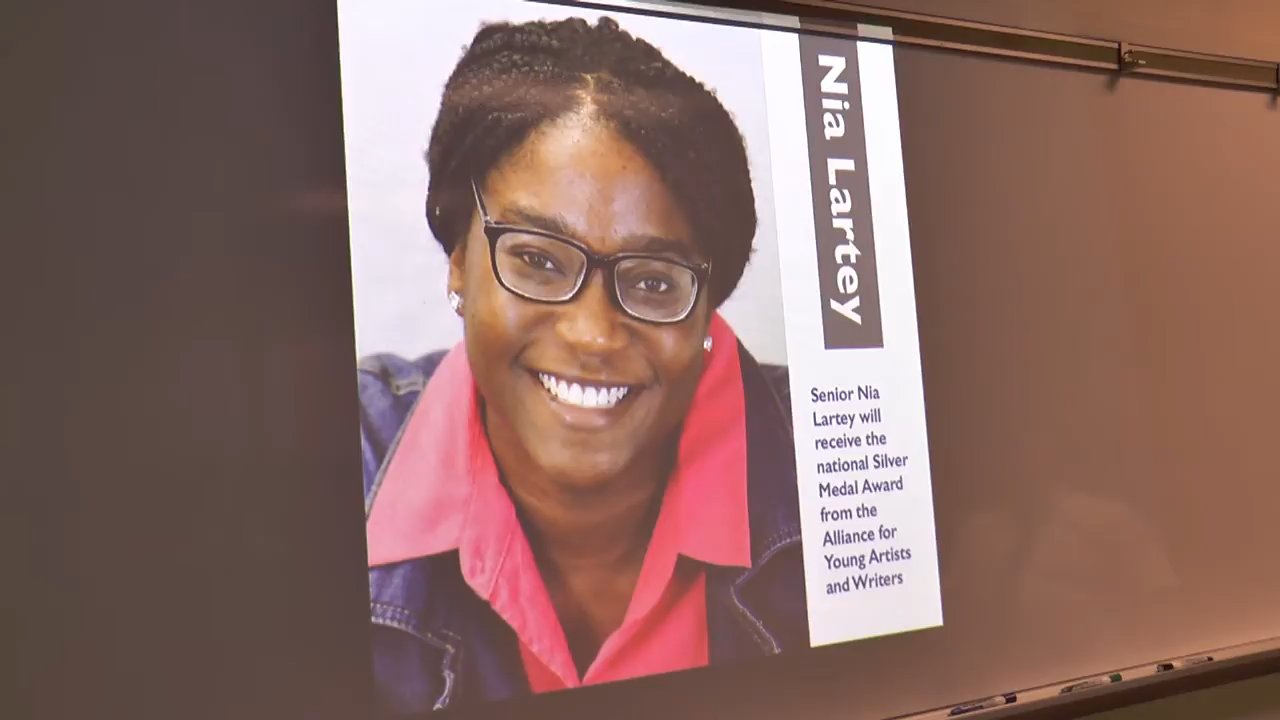 Nia Lartey
Senior Nia
Lartey will
receive the
national Silver
Medal Award
from the
Alliance for
Young Artists
and Writers